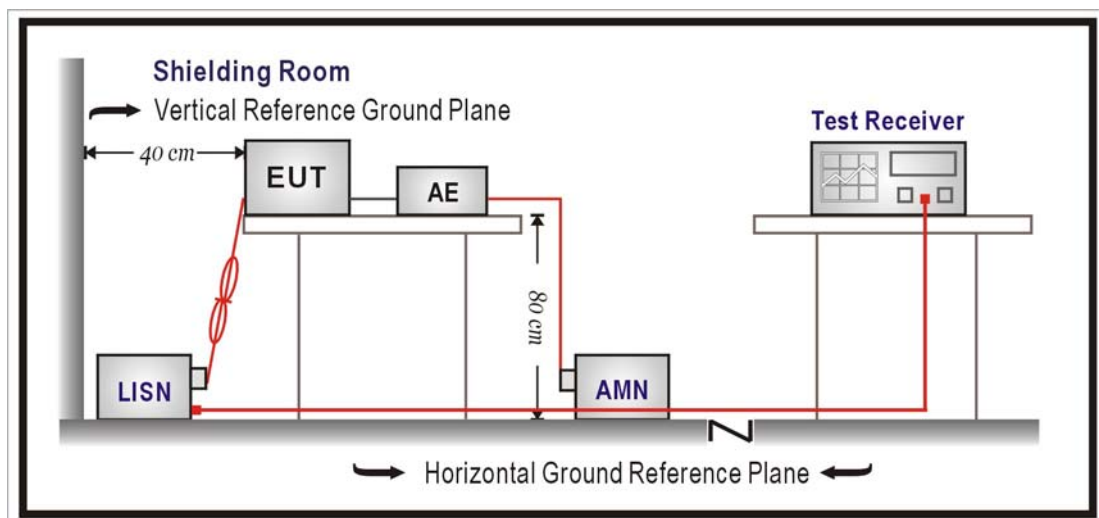 Shielding Room
Vertical Reference Ground Plane
40 cm
EUT
AE
Test Receiver
80 cm
LISN
AMN
Horizontal Ground Reference Plane